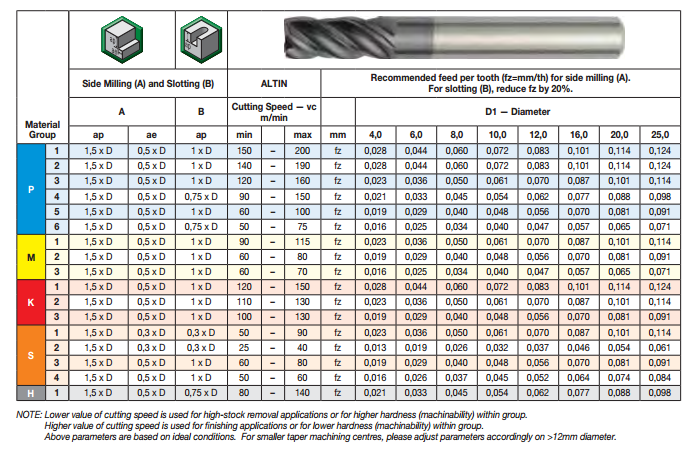 Side Milling (A) and Slotting (B) ALTIN Recommended feed per tooth (fz=mm/th) for side milling (A).
For slotting (B), reduce fz by 20%.
Material Group A B Cutting Speed — vc m/min D1 — Diameter
ap ae ap min max mm 4,0 6,0 8,0 10,0 12,0 16,0 20,0 25,0
P 1 1,5 x D 0,5 x D 1 x D 150 – 200 fz 0,028 0,044 0,060 0,072 0,083 0,101 0,114 0,124
2 1,5 x D 0,5 x D 1 x D 140 – 190 fz 0,028 0,044 0,060 0,072 0,083 0,101 0,114 0,124
3 1,5 x D 0,5 x D 1 x D 120 – 160 fz 0,023 0,036 0,050 0,061 0,070 0,087 0,101 0,114
4 1,5 x D 0,5 x D 0,75 x D 90 – 150 fz 0,021 0,033 0,045 0,054 0,062 0,077 0,088 0,098
5 1,5 x D 0,5 x D 1 x D 60 – 100 fz 0,019 0,029 0,040 0,048 0,056 0,070 0,081 0,091
6 1,5 x D 0,5 x D 0,75 x D 50 – 75 fz 0,016 0,025 0,034 0,040 0,047 0,057 0,065 0,071
M 1 1,5 x D 0,5 x D 1 x D 90 – 115 fz 0,023 0,036 0,050 0,061 0,070 0,087 0,101 0,114
2 1,5 x D 0,5 x D 1 x D 60 – 80 fz 0,019 0,029 0,040 0,048 0,056 0,070 0,081 0,091
3 1,5 x D 0,5 x D 1 x D 60 – 70 fz 0,016 0,025 0,034 0,040 0,047 0,057 0,065 0,071
K 1 1,5 x D 0,5 x D 1 x D 120 – 150 fz 0,028 0,044 0,060 0,072 0,083 0,101 0,114 0,124
2 1,5 x D 0,5 x D 1 x D 110 – 130 fz 0,023 0,036 0,050 0,061 0,070 0,087 0,101 0,114
3 1,5 x D 0,5 x D 1 x D 100 – 130 fz 0,019 0,040 0,040 0,048 0,056 0,070 0,081 0,091
S 1 1,5 x D 0,3 x D 0,3 x D 50 – 90 fz 0,023 0,036 0,050 0,061 0,070 0,087 0,101 0,114
2 1,5 x D 0,3 x D 0,3 x D 25 – 40 fz 0,013 0,019 0,026 0,032 0,037 0,046 0,054 0,061
3 1,5 x D 0,5 x D 1 x D 60 – 80 fz 0,019 0,029 0,040 0,048 0,056 0,070 0,081 0,091
4 1,5 x D 0,5 x D 1 x D 50 – 60 fz 0,016 0,026 0,037 0,045 0,052 0,064 0,074 0,084
H 1 1,5 x D 0,5 x D 0,75 x D 80 – 140 fz 0,021 0,033 0,045 0,054 0,062 0,077 0,088 0,098
NOTE: Lower value of cutting speed is used for high-stock removal applications or for higher hardness (machinability) within group.
Higher value of cutting speed is used for finishing applications or for lower hardness (machinability) within group.
Above parameters are based on ideal conditions. For smaller taper machining centres, please adjust parameters accordingly on >12mm diameter.